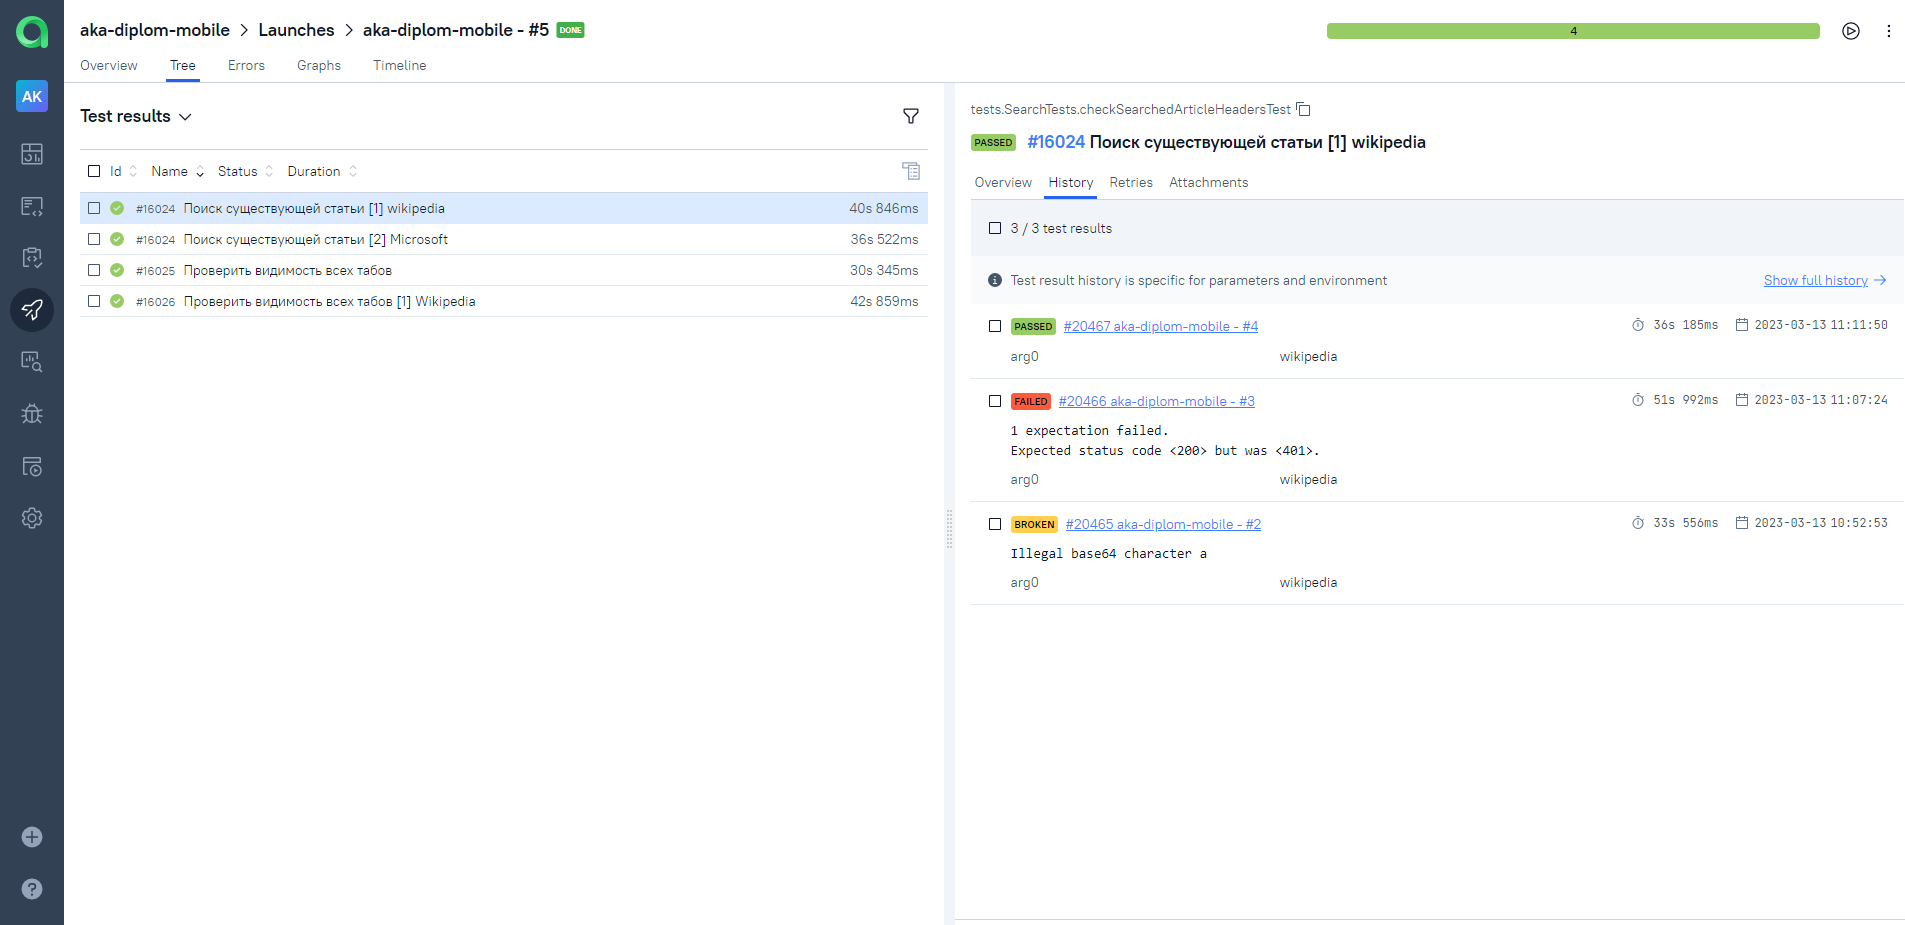 aka-diplom-mobile > Launches > aka-diplom-mobile - #5 DONE
4
Overview Tree Errors Graphs Timeline
AK
Test results
Id Name Status Duration
#16024 Поиск существующей статьи [1] wikipedia 40s 846ms
#16024 Поиск существующей статьи [2] Microsoft 36s 522ms
#16025 Проверить видимость всех табов 30s 345ms
#16026 Проверить видимость всех табов [1] Wikipedia 42s 859ms
tests.SearchTests.checkSearchedArticleHeadersTest
PASSED #16024 Поиск существующей статьи [1] wikipedia
Overview History Retries Attachments
3 / 3 test results
Test result history is specific for parameters and environment Show full history →
PASSED #20467 aka-diplom-mobile - #4 36s 185ms 2023-03-13 11:11:50
arg0 wikipedia
FAILED #20466 aka-diplom-mobile - #3 51s 992ms 2023-03-13 11:07:24
1 expectation failed.
Expected status code <200> but was <401>.
arg0 wikipedia
BROKEN #20465 aka-diplom-mobile - #2 33s 556ms 2023-03-13 10:52:53
Illegal base64 character a
arg0 wikipedia